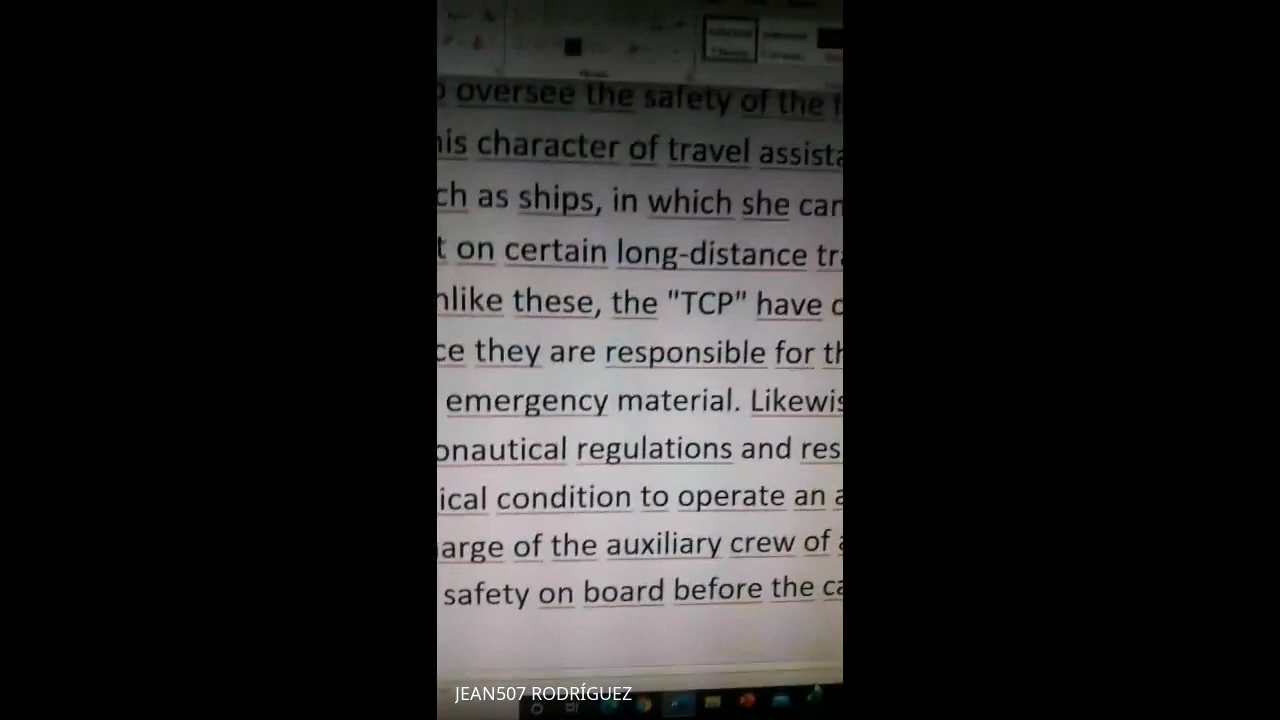 oversee the safety of the
his character of travel assista
ch as ships, in which she can
t on certain long-distance tra
nlike these, the "TCP" have
ce they are responsible for th
emergency material. Likewis
onautical regulations and res
ical condition to operate an a
arge of the auxiliary crew of a
safety on board before the ca
JEAN507 RODRÍGUEZ